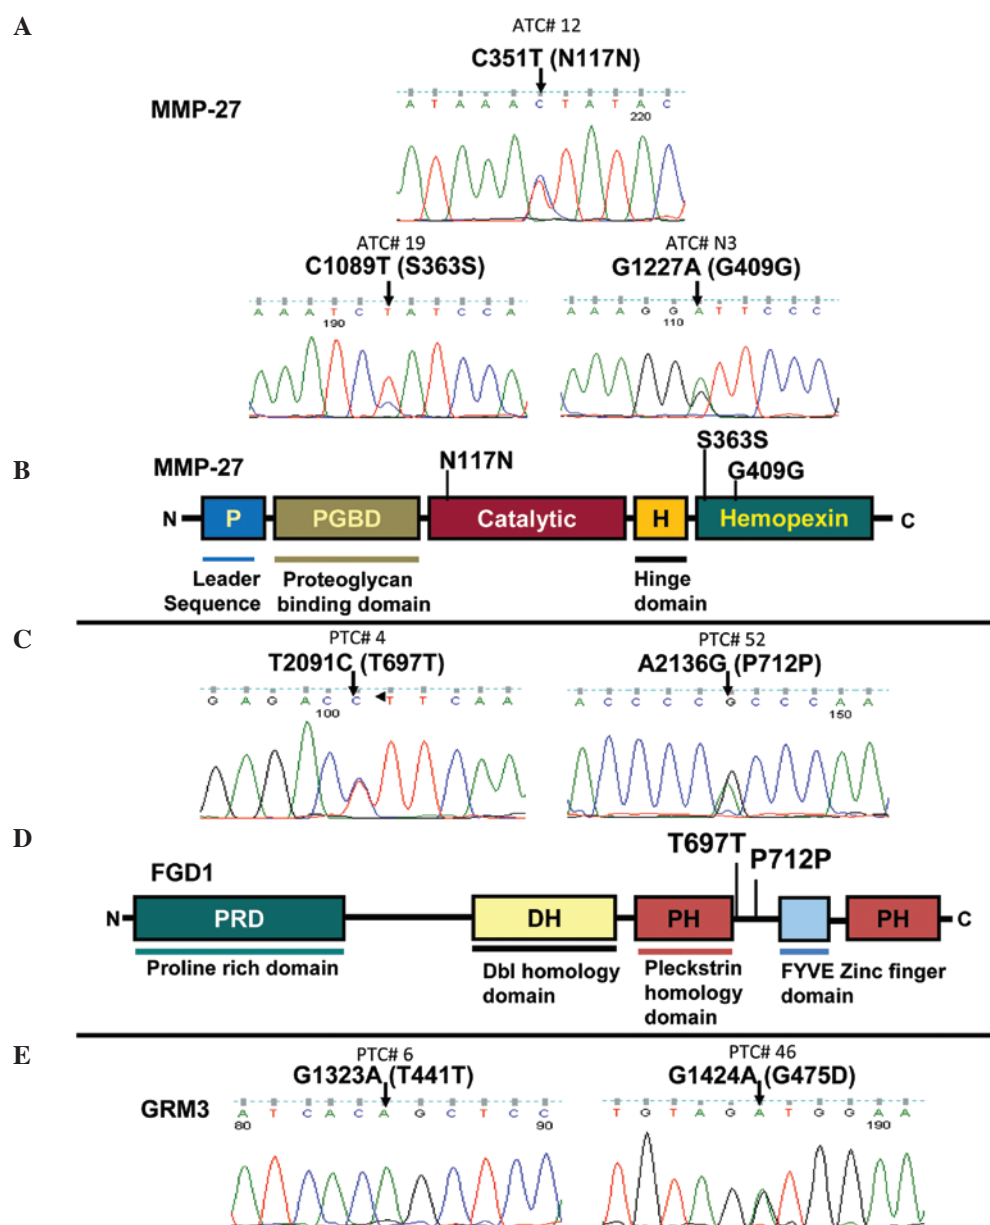 A
ATC# 12
C351T (N117N)
MMP-27
A T A A A C T A T A C
220
ATC# 19
C1089T (S363S)
ATC# N3
G1227A (G409G)
A A A T C T A T C C A
190
A A A G G A T T C C C
110
B
MMP-27
N117N
S363S
G409G
N P PGBD Catalytic H Hemopexin C
Leader
Sequence
Proteoglycan
binding domain
Hinge
domain
C
PTC# 4
T2091C (T697T)
PTC# 52
A2136G (P712P)
G A G A C C T T C A A
100
A C C C C G C C C A A
150
D
FGD1
T697T
P712P
N PRD DH PH PH C
Proline rich domain
Dbl homology
domain
Pleckstrin
homology
domain
FYVE Zinc finger
domain
E
GRM3
PTC# 6
G1323A (T441T)
PTC# 46
G1424A (G475D)
A T C A C A G C T C C
80 90
T G T A G A T G G A A
190